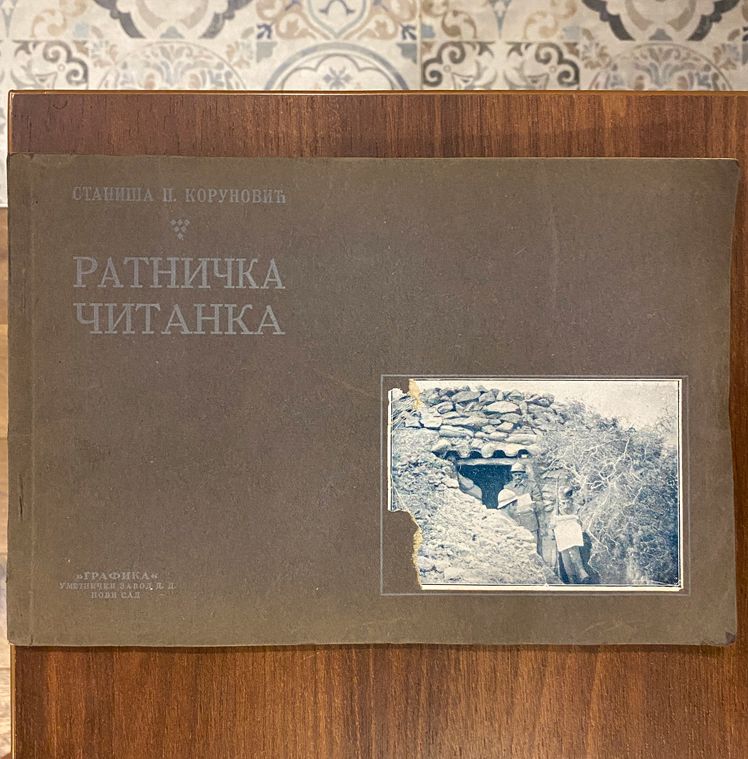 СТАНИША П. КОРУНОВИЋ
РАТНИЧКА
ЧИТАНКА
»ГРАФИКА«
УМЕТНИЧКИ ЗАВОД Д. Д.
НОВИ САД